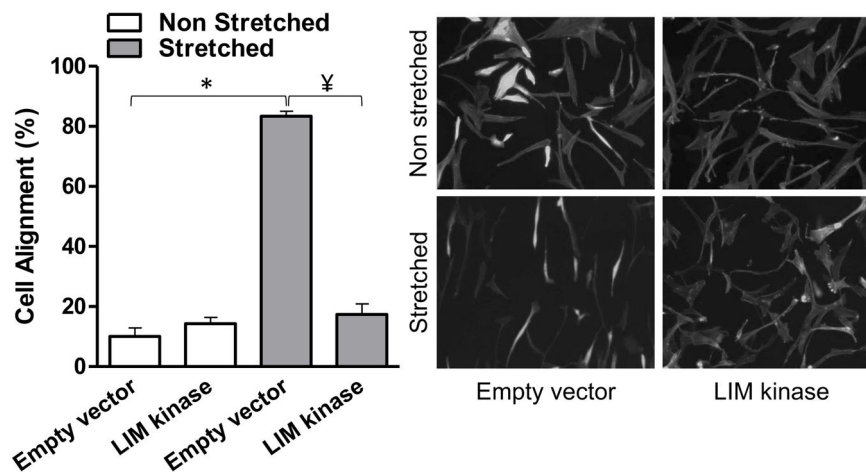 Non Stretched
Stretched
Cell Alignment (%)
100
80
60
40
20
0
*
¥
Empty vector
LIM kinase
Empty vector
LIM kinase
Non stretched
Stretched
Empty vector
LIM kinase